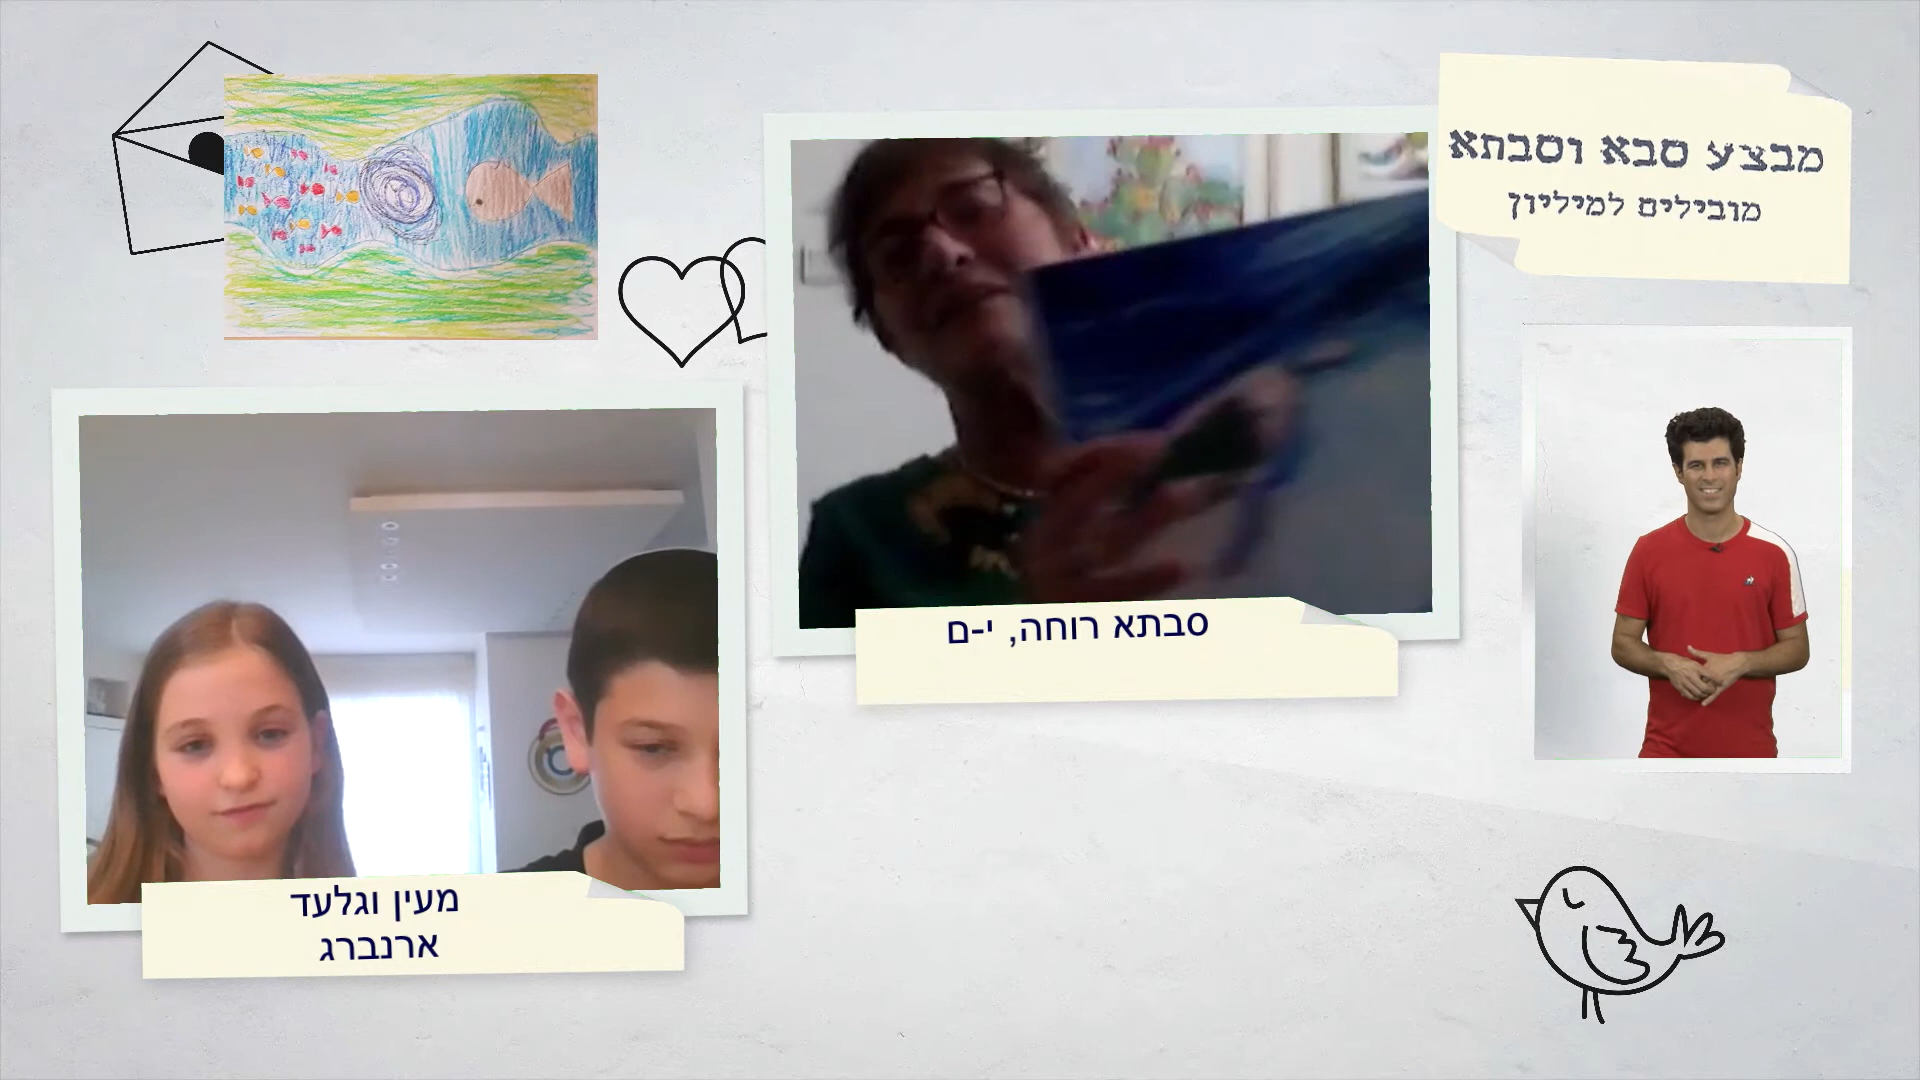 מבצע סבא וסבתא
מובילים למיליון
סבתא רוחה, י-ם
מעין וגלעד
ארנברג